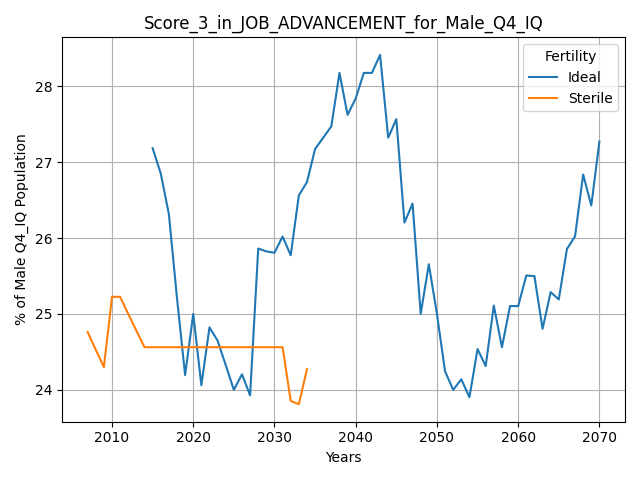 Score_3_in_JOB_ADVANCEMENT_for_Male_Q4_IQ
Fertility
Ideal
Sterile
% of Male Q4_IQ Population
28
27
26
25
24
2010 2020 2030 2040 2050 2060 2070
Years